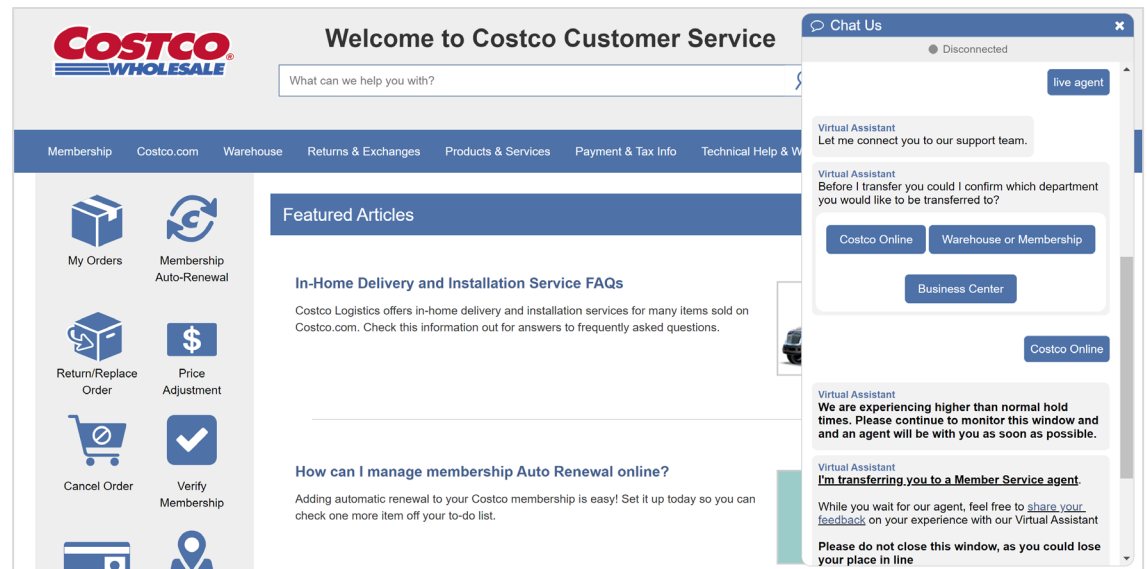 COSTCO
WHOLESALE
Welcome to Costco Customer Service
What can we help you with?
Membership
Costco.com
Warehouse
Returns & Exchanges
Products & Services
Payment & Tax Info
Technical Help & W
My Orders
Membership
Auto-Renewal
Return/Replace
Order
$
Price
Adjustment
Cancel Order
Verify
Membership
Featured Articles
In-Home Delivery and Installation Service FAQs
Costco Logistics offers in-home delivery and installation services for many items sold on
Costco.com. Check this information out for answers to frequently asked questions.
How can I manage membership Auto Renewal online?
Adding automatic renewal to your Costco membership is easy! Set it up today so you can
check one more item off your to-do list.
Chat Us
Disconnected
live agent
Virtual Assistant
Let me connect you to our support team.
Virtual Assistant
Before I transfer you could I confirm which department
you would like to be transferred to?
Costco Online
Warehouse or Membership
Business Center
Costco Online
Virtual Assistant
We are experiencing higher than normal hold
times. Please continue to monitor this window and
and an agent will be with you as soon as possible.
Virtual Assistant
I'm transferring you to a Member Service agent.
While you wait for our agent, feel free to share your
feedback on your experience with our Virtual Assistant
Please do not close this window, as you could lose
your place in line